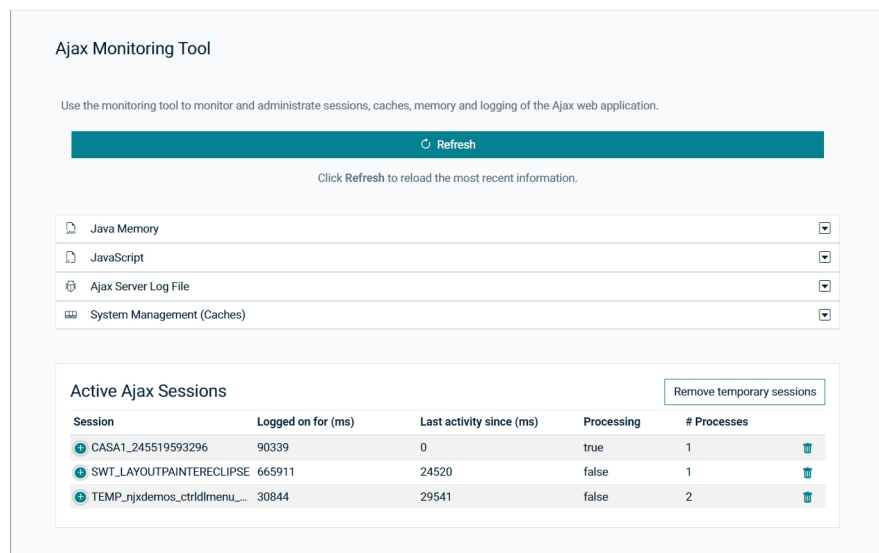 Ajax Monitoring Tool
Use the monitoring tool to monitor and administrate sessions, caches, memory and logging of the Ajax web application.
Refresh
Click Refresh to reload the most recent information.
Java Memory
JavaScript
Ajax Server Log File
System Management (Caches)
Active Ajax Sessions Remove temporary sessions
Session Logged on for (ms) Last activity since (ms) Processing # Processes
CASA1_245519593296 90339 0 true 1
SWT_LAYOUTPAINTERECLIPSE 665911 24520 false 1
TEMP_njxdemos_ctrldlmenu_... 30844 29541 false 2